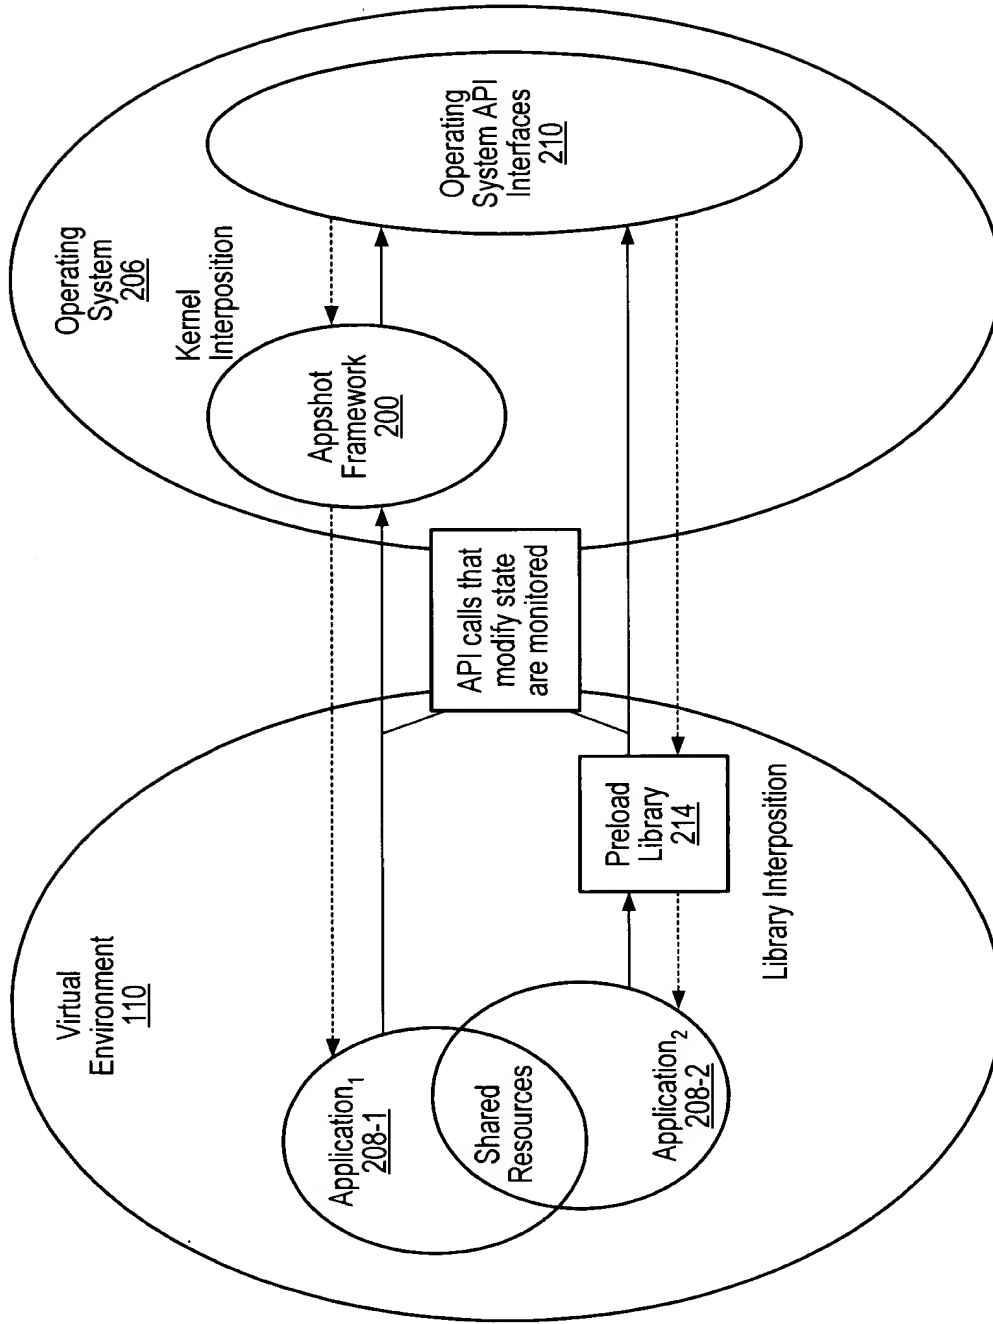 Virtual
Environment
110
Application1
208-1
Shared
Resources
Application2
208-2
Preload
Library
214
Library Interposition
API calls that
modify state
are monitored
Operating
System
206
Kernel
Interposition
Appshot
Framework
200
Operating
System API
Interfaces
210